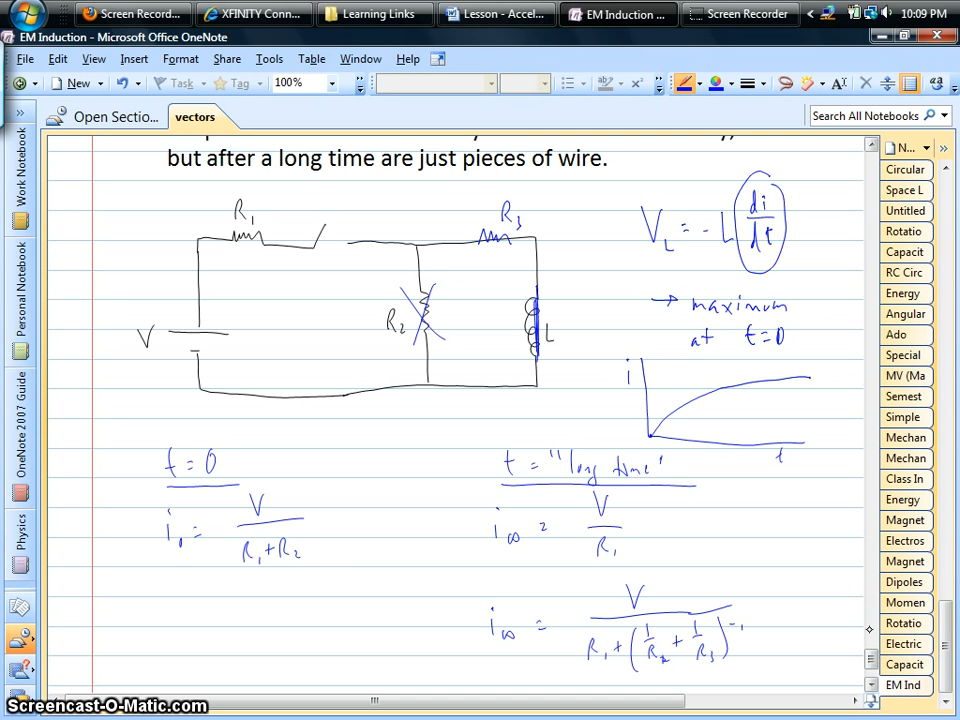 Screen Record...
XFINITY Conn...
Learning Links
Lesson - Accel...
EM Induction ...
Screen Recorder
10:09 PM
EM Induction - Microsoft Office OneNote
File Edit View Insert Format Share Tools Table Window Help
New Task Tag 100%
Open Sectio... vectors
Search All Notebooks
but after a long time are just pieces of wire.
R1
R3
V
R2
L
V_L = - L di/dt
→ maximum
at t=0
i
t
t = 0
i₁ = V/(R1+R2)
t = "long time"
i∞ = V/R1
i∞ = V/(R1+(1/R2+1/R3)^-1)
Work Notebook
Personal Notebook
OneNote 2007 Guide
Physics
N...
Circular
Space L
Untitled
Rotatio
Capacit
RC Circ
Energy
Angular
Ado
Special
MV (Ma
Semest
Simple
Mechan
Mechan
Class In
Energy
Magnet
Electros
Magnet
Dipoles
Momen
Rotatio
Electric
Capacit
EM Ind
Screencast-O-Matic.com